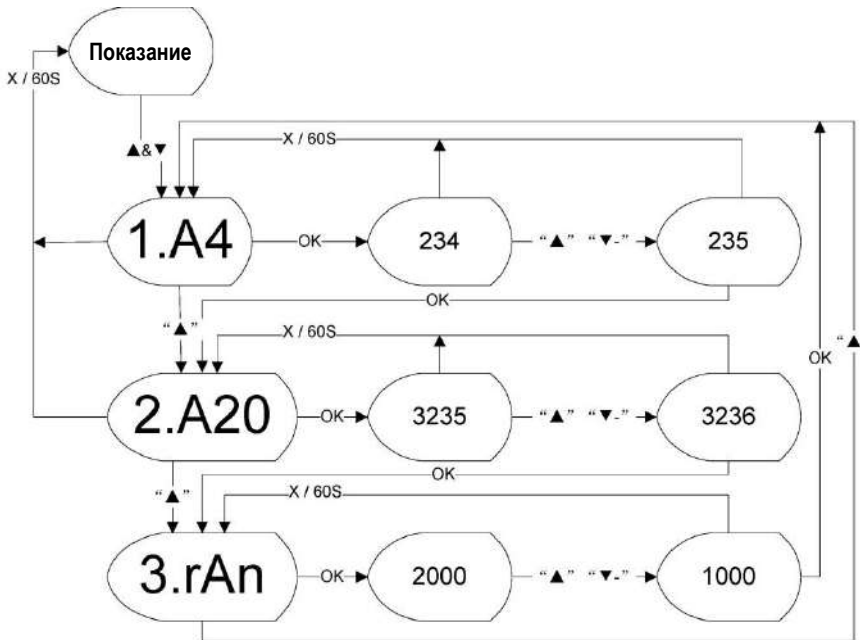 Показание
X / 60S
▲&▼
X / 60S
1.A4
OK
234
“▲” “▼-”
235
OK
“▲”
X / 60S
OK
“▲
2.A20
OK
3235
“▲” “▼-”
3236
OK
“▲”
X / 60S
3.rAn
OK
2000
“▲” “▼-”
1000